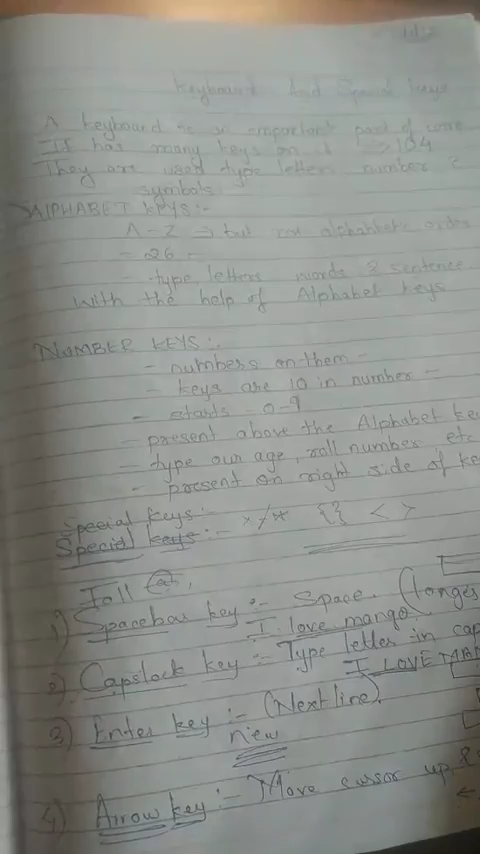 Keyboard And Special Keys
A keyboard is an important part of
It has many keys on it → 104
They are used type letters number &
symbols.
ALPHABET KEYS:-
A - Z → but not alphabetic order
- 26 -
- type letters words & sentence
with the help of Alphabet keys
NUMBER KEYS:-
- numbers on them -
- keys are 10 in number -
- starts - 0-9
- present above the Alphabet ke
- type our age, roll number etc
- present on right side of ke
Special keys:-
Special keys:- */* {} < >
1) Spacebar key:- Space. (longes
I love mango.
2) Capslock key:- Type letter in cap
I LOVE MAN
3) Enter key:- (Next line)
new
4) Arrow key:- Move cursor up &
←